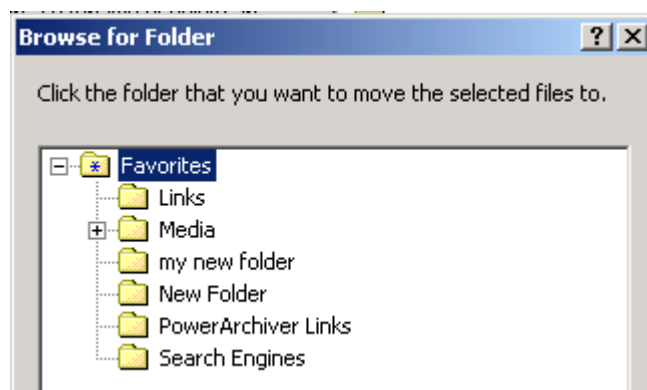 Browse for Folder
Click the folder that you want to move the selected files to.
Favorites
Links
Media
my new folder
New Folder
PowerArchiver Links
Search Engines